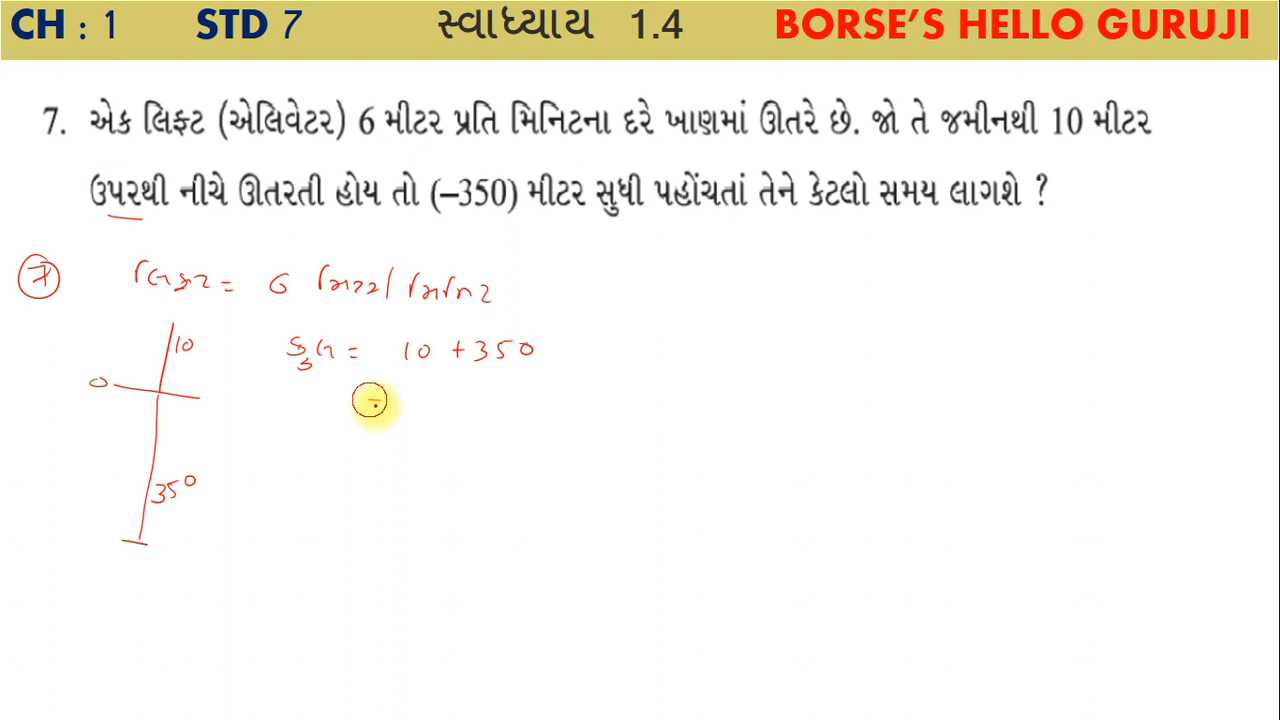 CH : 1 STD 7 સ્વાધ્યાય 1.4 BORSE'S HELLO GURUJI
7. એક લિફ્ટ (એલિવેટર) 6 મીટર પ્રતિ મિનિટના દરે ખાણમાં ઊતરે છે. જો તે જમીનથી 10 મીટર
ઉપરથી નીચે ઊતરતી હોય તો (–350) મીટર સુધી પહોંચતાં તેને કેટલો સમય લાગશે ?
= 6
10
કુલ = 10 + 350
0
=
350